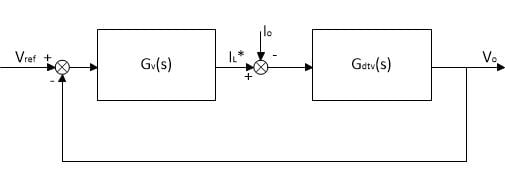 Io
Vref + Gv(s) IL* - Gdtv(s) Vo
- +